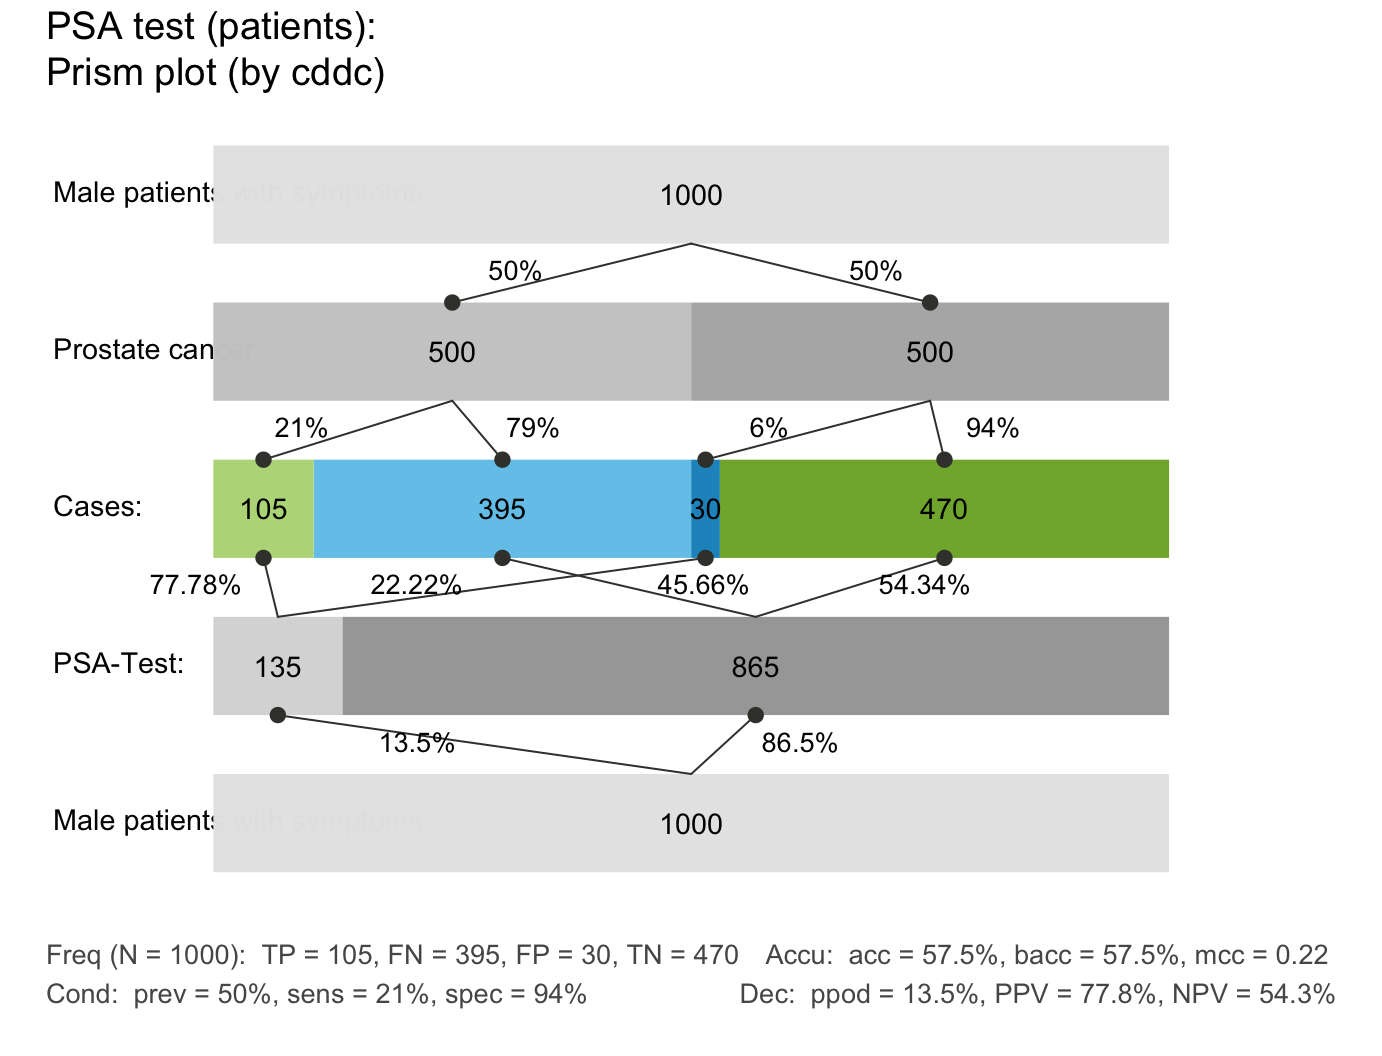 PSA test (patients):
Prism plot (by cddc)
Male patients with symptoms:
1000
50% 50%
Prostate cancer:
500 500
21% 79% 6% 94%
Cases:
105 395 30 470
77.78% 22.22% 45.66% 54.34%
PSA-Test:
135 865
13.5% 86.5%
Male patients with symptoms:
1000
Freq (N = 1000): TP = 105, FN = 395, FP = 30, TN = 470 Accu: acc = 57.5%, bacc = 57.5%, mcc = 0.22
Cond: prev = 50%, sens = 21%, spec = 94% Dec: ppod = 13.5%, PPV = 77.8%, NPV = 54.3%